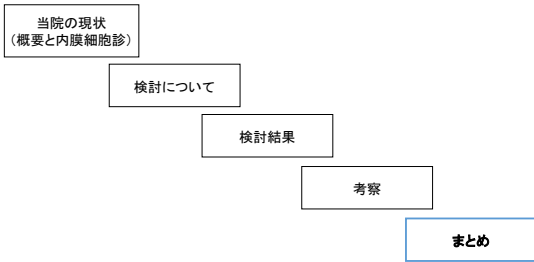 当院の現状
（概要と内膜細胞診）
検討について
検討結果
考察
まとめ